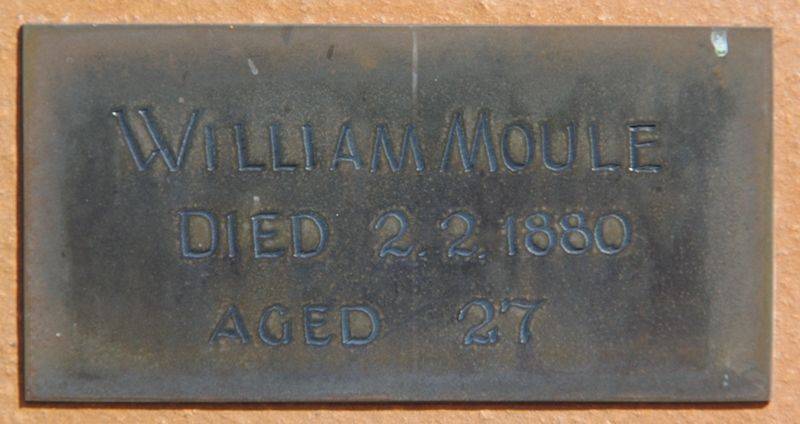 WILLIAM MOULE
DIED 2.2.1880
AGED 27